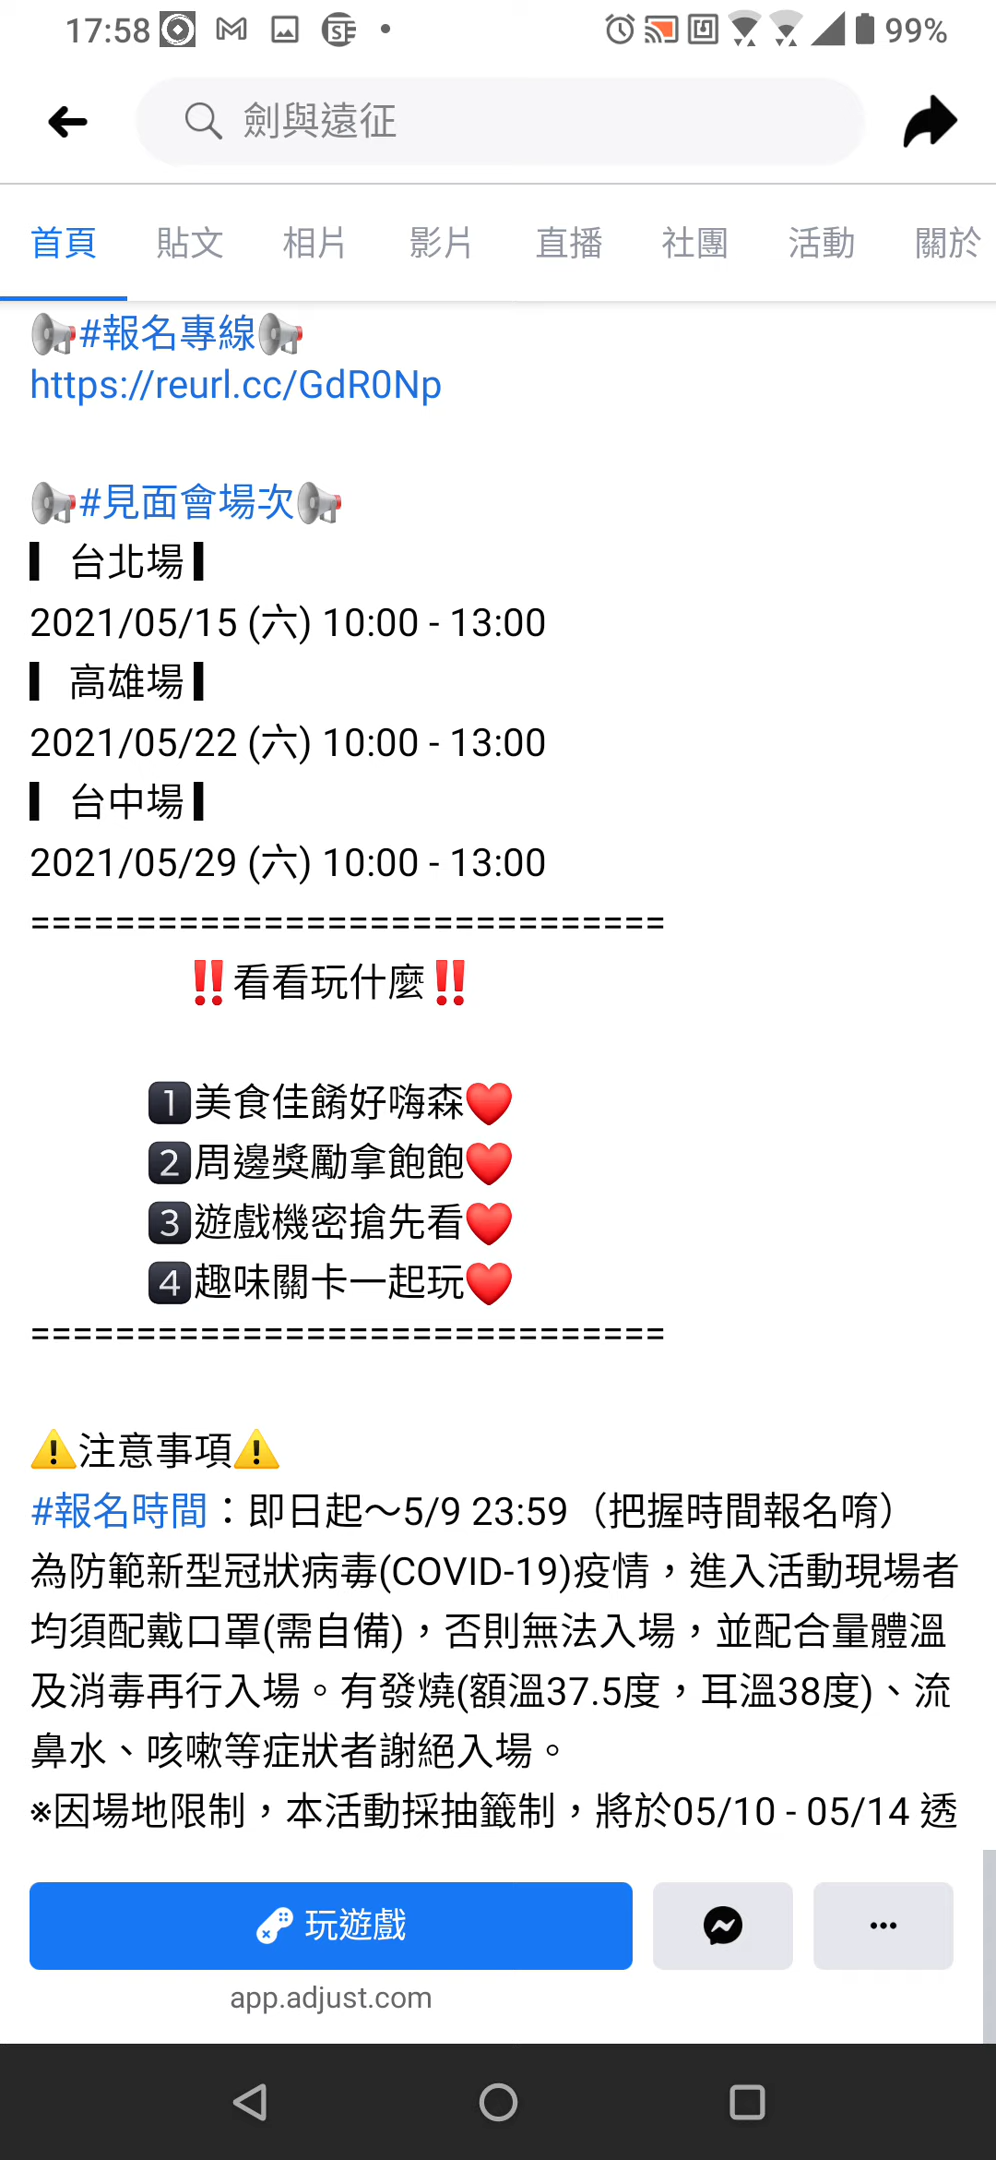 17:58
99%
劍與遠征
首頁 貼文 相片 影片 直播 社團 活動 關於
📢#報名專線📢
https://reurl.cc/GdR0Np
📢#見面會場次📢
▎台北場▎
2021/05/15 (六) 10:00 - 13:00
▎高雄場▎
2021/05/22 (六) 10:00 - 13:00
▎台中場▎
2021/05/29 (六) 10:00 - 13:00
==============================
‼️看看玩什麼‼️
1️⃣美食佳餚好嗨森❤️
2️⃣周邊獎勵拿飽飽❤️
3️⃣遊戲機密搶先看❤️
4️⃣趣味關卡一起玩❤️
==============================
⚠️注意事項⚠️
#報名時間：即日起～5/9 23:59（把握時間報名唷）
為防範新型冠狀病毒(COVID-19)疫情，進入活動現場者
均須配戴口罩(需自備)，否則無法入場，並配合量體溫
及消毒再行入場。有發燒(額溫37.5度，耳溫38度)、流
鼻水、咳嗽等症狀者謝絕入場。
※因場地限制，本活動採抽籤制，將於05/10 - 05/14 透
玩遊戲
app.adjust.com